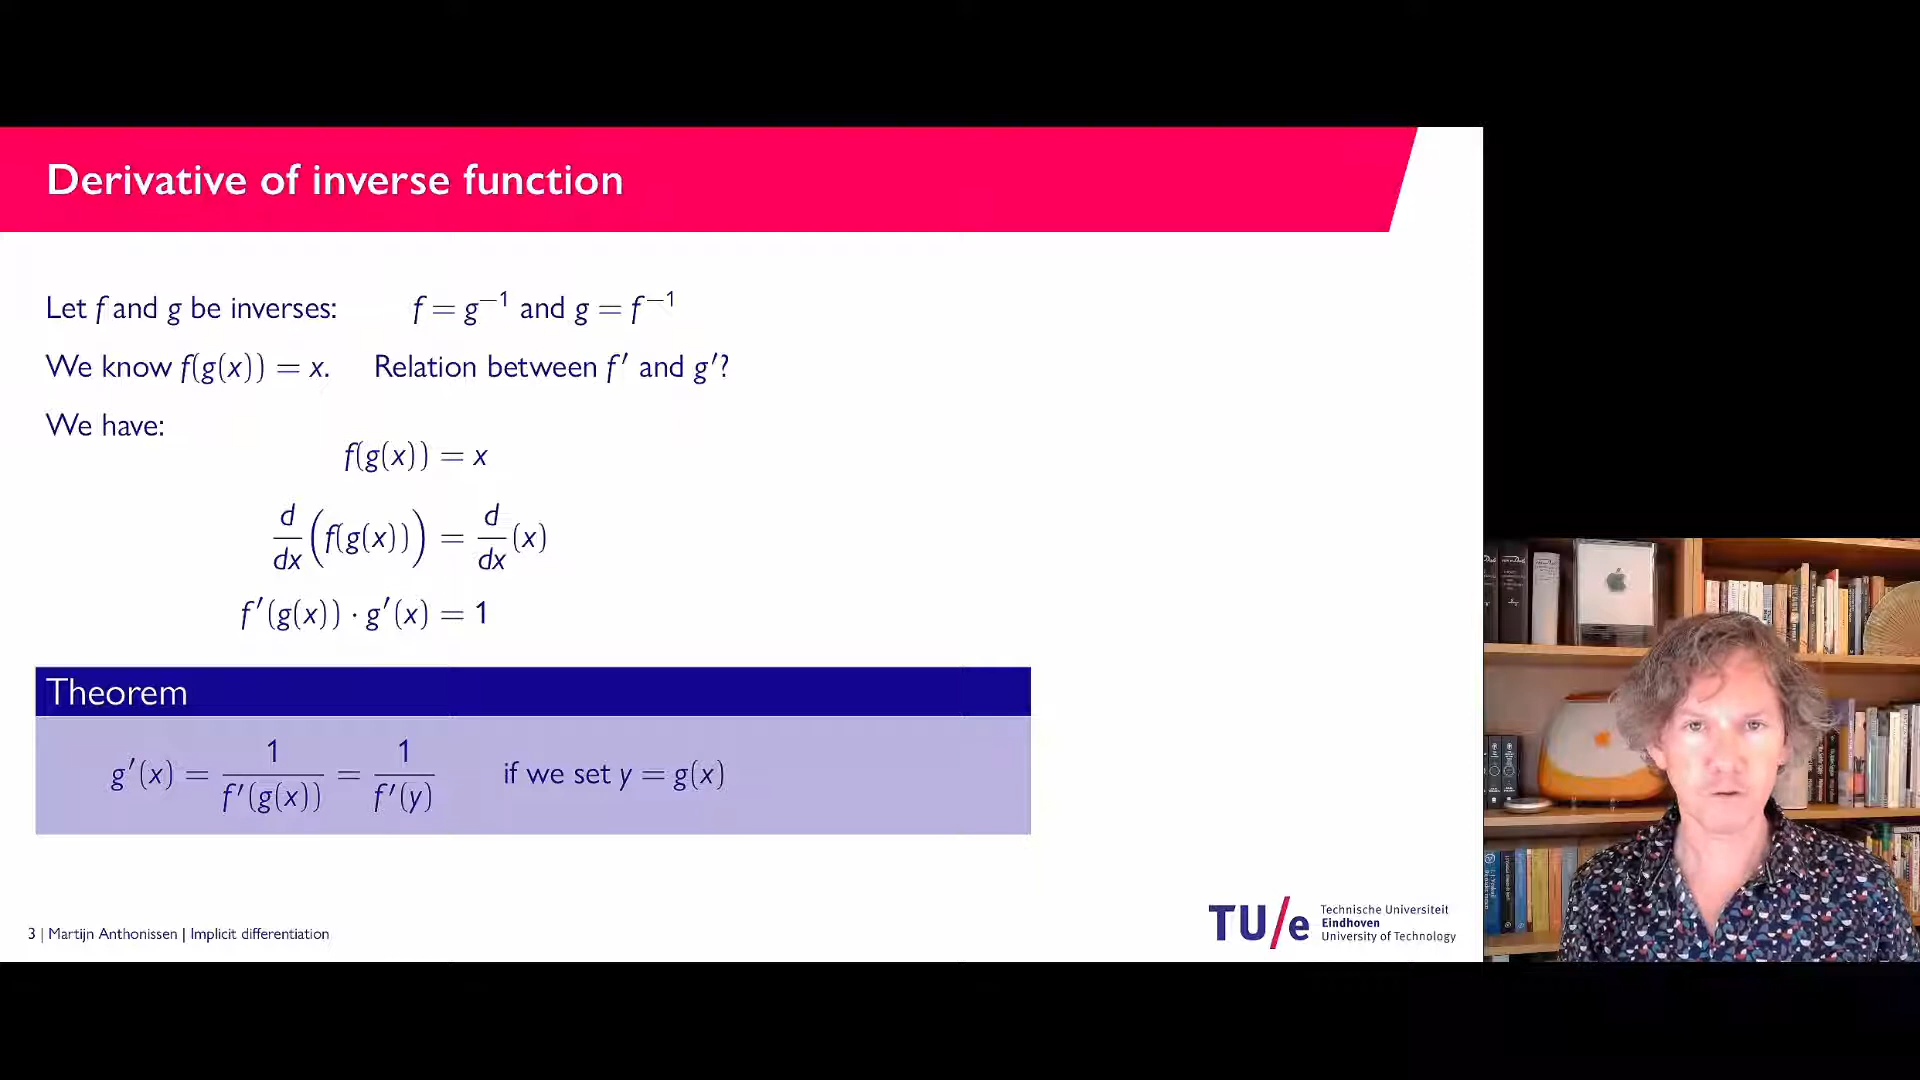 Derivative of inverse function
Let f and g be inverses: f = g⁻¹ and g = f⁻¹
We know f(g(x)) = x. Relation between f′ and g′?
We have:
f(g(x)) = x
d/dx (f(g(x))) = d/dx (x)
f′(g(x)) · g′(x) = 1
Theorem
g′(x) = 1/f′(g(x)) = 1/f′(y) if we set y = g(x)
3 | Martijn Anthonissen | Implicit differentiation
TU/e
Technische Universiteit
Eindhoven
University of Technology